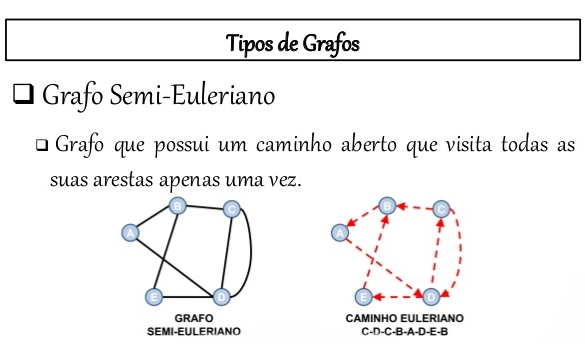 Tipos de Grafos
Grafo Semi-Euleriano
Grafo que possui um caminho aberto que visita todas as
suas arestas apenas uma vez.
B C B C
A A
E D E D
GRAFO CAMINHO EULERIANO
SEMI-EULERIANO C-D-C-B-A-D-E-B